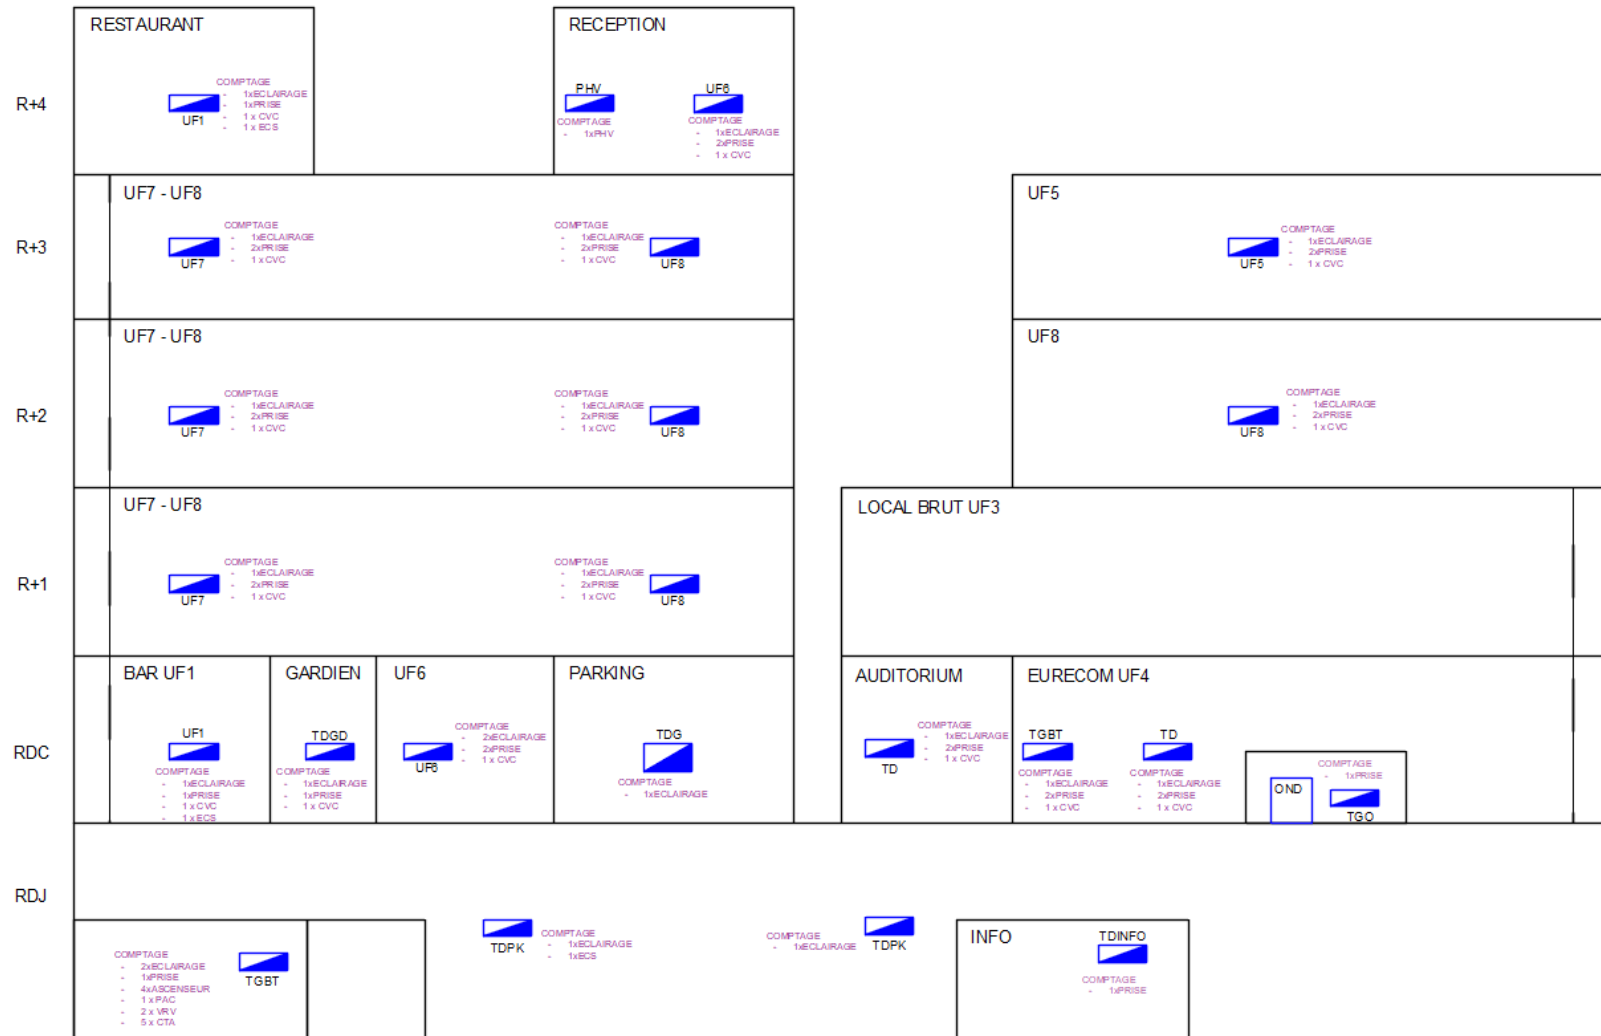 RESTAURANT
RECEPTION
R+4
COMPTAGE
- 1xECLAIRAGE
- 1xPRISE
- 1 x CVC
- 1 x ECS
UF1
PHV
COMPTAGE
- 1xPHV
UF6
COMPTAGE
- 1xECLAIRAGE
- 2xPRISE
- 1 x CVC
R+3
UF7 - UF8
COMPTAGE
- 1xECLAIRAGE
- 2xPRISE
- 1 x CVC
UF7
COMPTAGE
- 1xECLAIRAGE
- 2xPRISE
- 1 x CVC
UF8
UF5
COMPTAGE
- 1xECLAIRAGE
- 2xPRISE
- 1 x CVC
UF5
R+2
UF7 - UF8
COMPTAGE
- 1xECLAIRAGE
- 2xPRISE
- 1 x CVC
UF7
COMPTAGE
- 1xECLAIRAGE
- 2xPRISE
- 1 x CVC
UF8
UF8
COMPTAGE
- 1xECLAIRAGE
- 2xPRISE
- 1 x CVC
UF8
R+1
UF7 - UF8
COMPTAGE
- 1xECLAIRAGE
- 2xPRISE
- 1 x CVC
UF7
COMPTAGE
- 1xECLAIRAGE
- 2xPRISE
- 1 x CVC
UF8
LOCAL BRUT UF3
RDC
BAR UF1
UF1
COMPTAGE
- 1xECLAIRAGE
- 1xPRISE
- 1 x CVC
- 1 x ECS
GARDIEN
TDGD
COMPTAGE
- 1xECLAIRAGE
- 1xPRISE
- 1 x CVC
UF6
COMPTAGE
- 2xECLAIRAGE
- 2xPRISE
- 1 x CVC
UF6
PARKING
TDG
COMPTAGE
- 1xECLAIRAGE
AUDITORIUM
COMPTAGE
- 1xECLAIRAGE
- 2xPRISE
- 1 x CVC
TD
EURECOM UF4
TGBT
COMPTAGE
- 1xECLAIRAGE
- 2xPRISE
- 1 x CVC
TD
COMPTAGE
- 1xECLAIRAGE
- 2xPRISE
- 1 x CVC
COMPTAGE
- 1xPRISE
OND
TGO
RDJ
COMPTAGE
- 2xECLAIRAGE
- 1xPRISE
- 4xASCENSEUR
- 1 x PAC
- 2 x VRV
- 5 x CTA
TGBT
TDPK
COMPTAGE
- 1xECLAIRAGE
- 1xECS
COMPTAGE
- 1xECLAIRAGE
TDPK
INFO
TDINFO
COMPTAGE
- 1xPRISE